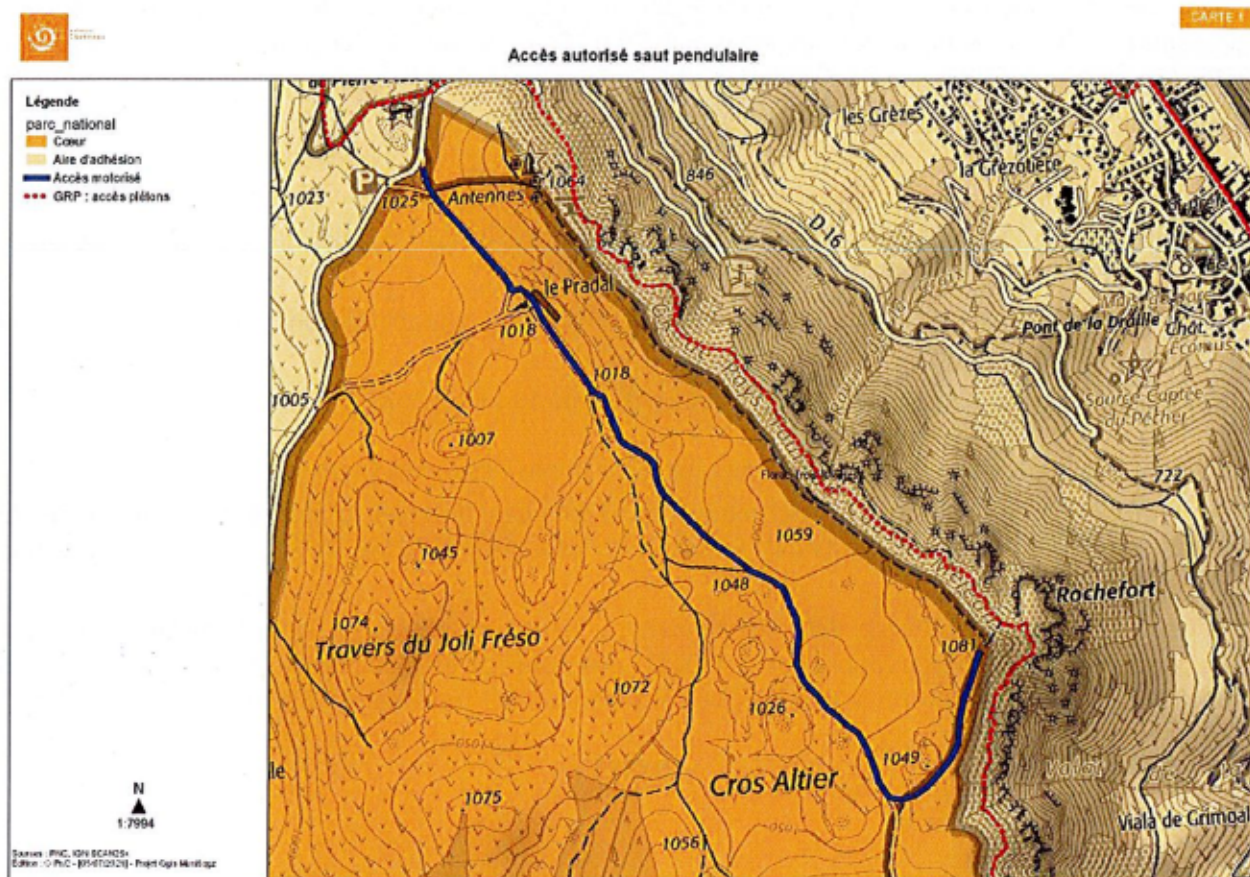 CARTE 1
Accès autorisé saut pendulaire
Légende
parc_national
Cœur
Aire d'adhésion
Accès motorisé
GRP : accès piétons
N
1:7994
les Grèzes
la Grézotière
1064
846
P
1023
1025
Antennes
D 16
P
le Pradal
1018
Pont de la Draille
Chât.
Source Captée
du Pêcher
1018
1005
1007
722
1059
1045
1048
Rochefort
1074
Travers du Joli Fréso
1081
1072
1026
1049
Cros Altier
1075
Viala de Grimoal
1056